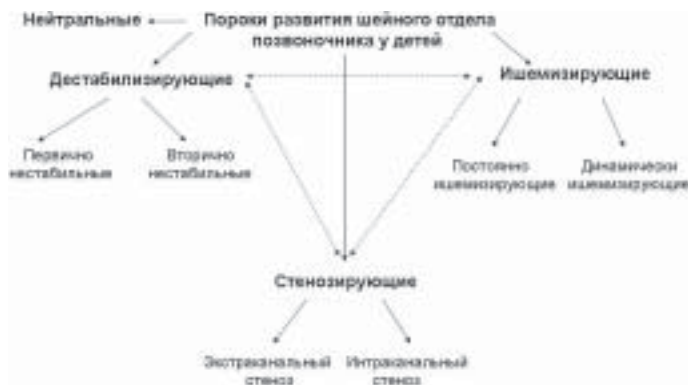 Нейтральные
Пороки развития шейного отдела
позвоночника у детей
Дестабилизирующие
Ишемизирующие
Первично
нестабильные
Вторично
нестабильные
Постоянно
ишемизирующие
Динамически
ишемизирующие
Стенозирующие
Экстраканальный
стеноз
Интраканальный
стеноз